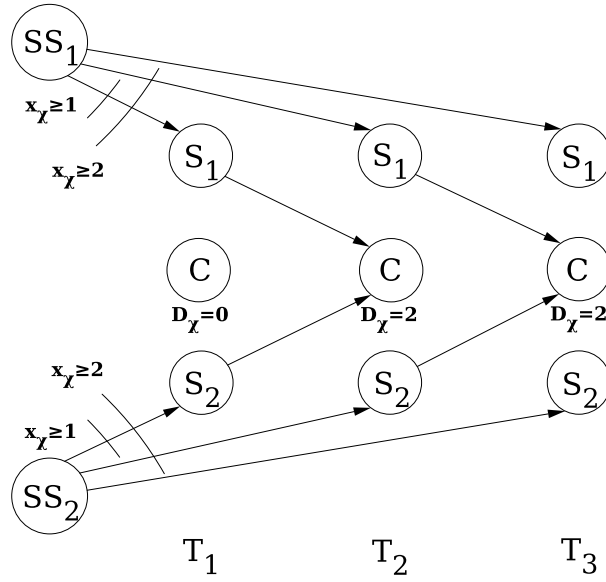 SS₁
xᵪ≥1
xᵪ≥2
S₁ S₁ S₁
C C C
Dᵪ=0 Dᵪ=2 Dᵪ=2
xᵪ≥2
S₂ S₂ S₂
xᵪ≥1
SS₂
T₁ T₂ T₃